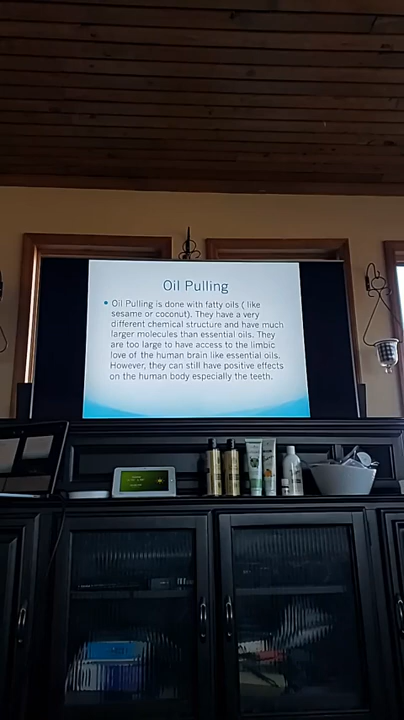 Oil Pulling
• Oil Pulling is done with fatty oils ( like
sesame or coconut). They have a very
different chemical structure and have much
larger molecules than essential oils. They
are too large to have access to the limbic
love of the human brain like essential oils.
However, they can still have positive effects
on the human body especially the teeth.